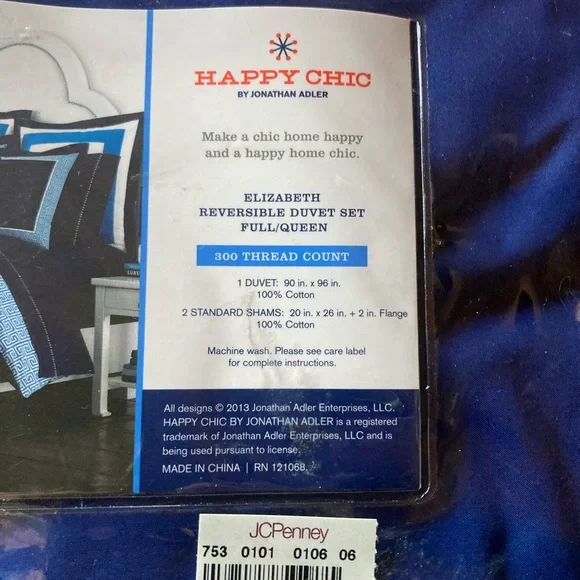 HAPPY CHIC
BY JONATHAN ADLER
Make a chic home happy
and a happy home chic.
ELIZABETH
REVERSIBLE DUVET SET
FULL/QUEEN
300 THREAD COUNT
1 DUVET: 90 in. x 96 in.
100% Cotton
2 STANDARD SHAMS: 20 in. x 26 in. + 2 in. Flange
100% Cotton
Machine wash. Please see care label
for complete instructions.
All designs © 2013 Jonathan Adler Enterprises, LLC.
HAPPY CHIC BY JONATHAN ADLER is a registered
trademark of Jonathan Adler Enterprises, LLC and is
being used pursuant to license.
MADE IN CHINA | RN 121068
JCPenney
753 0101 0106 06